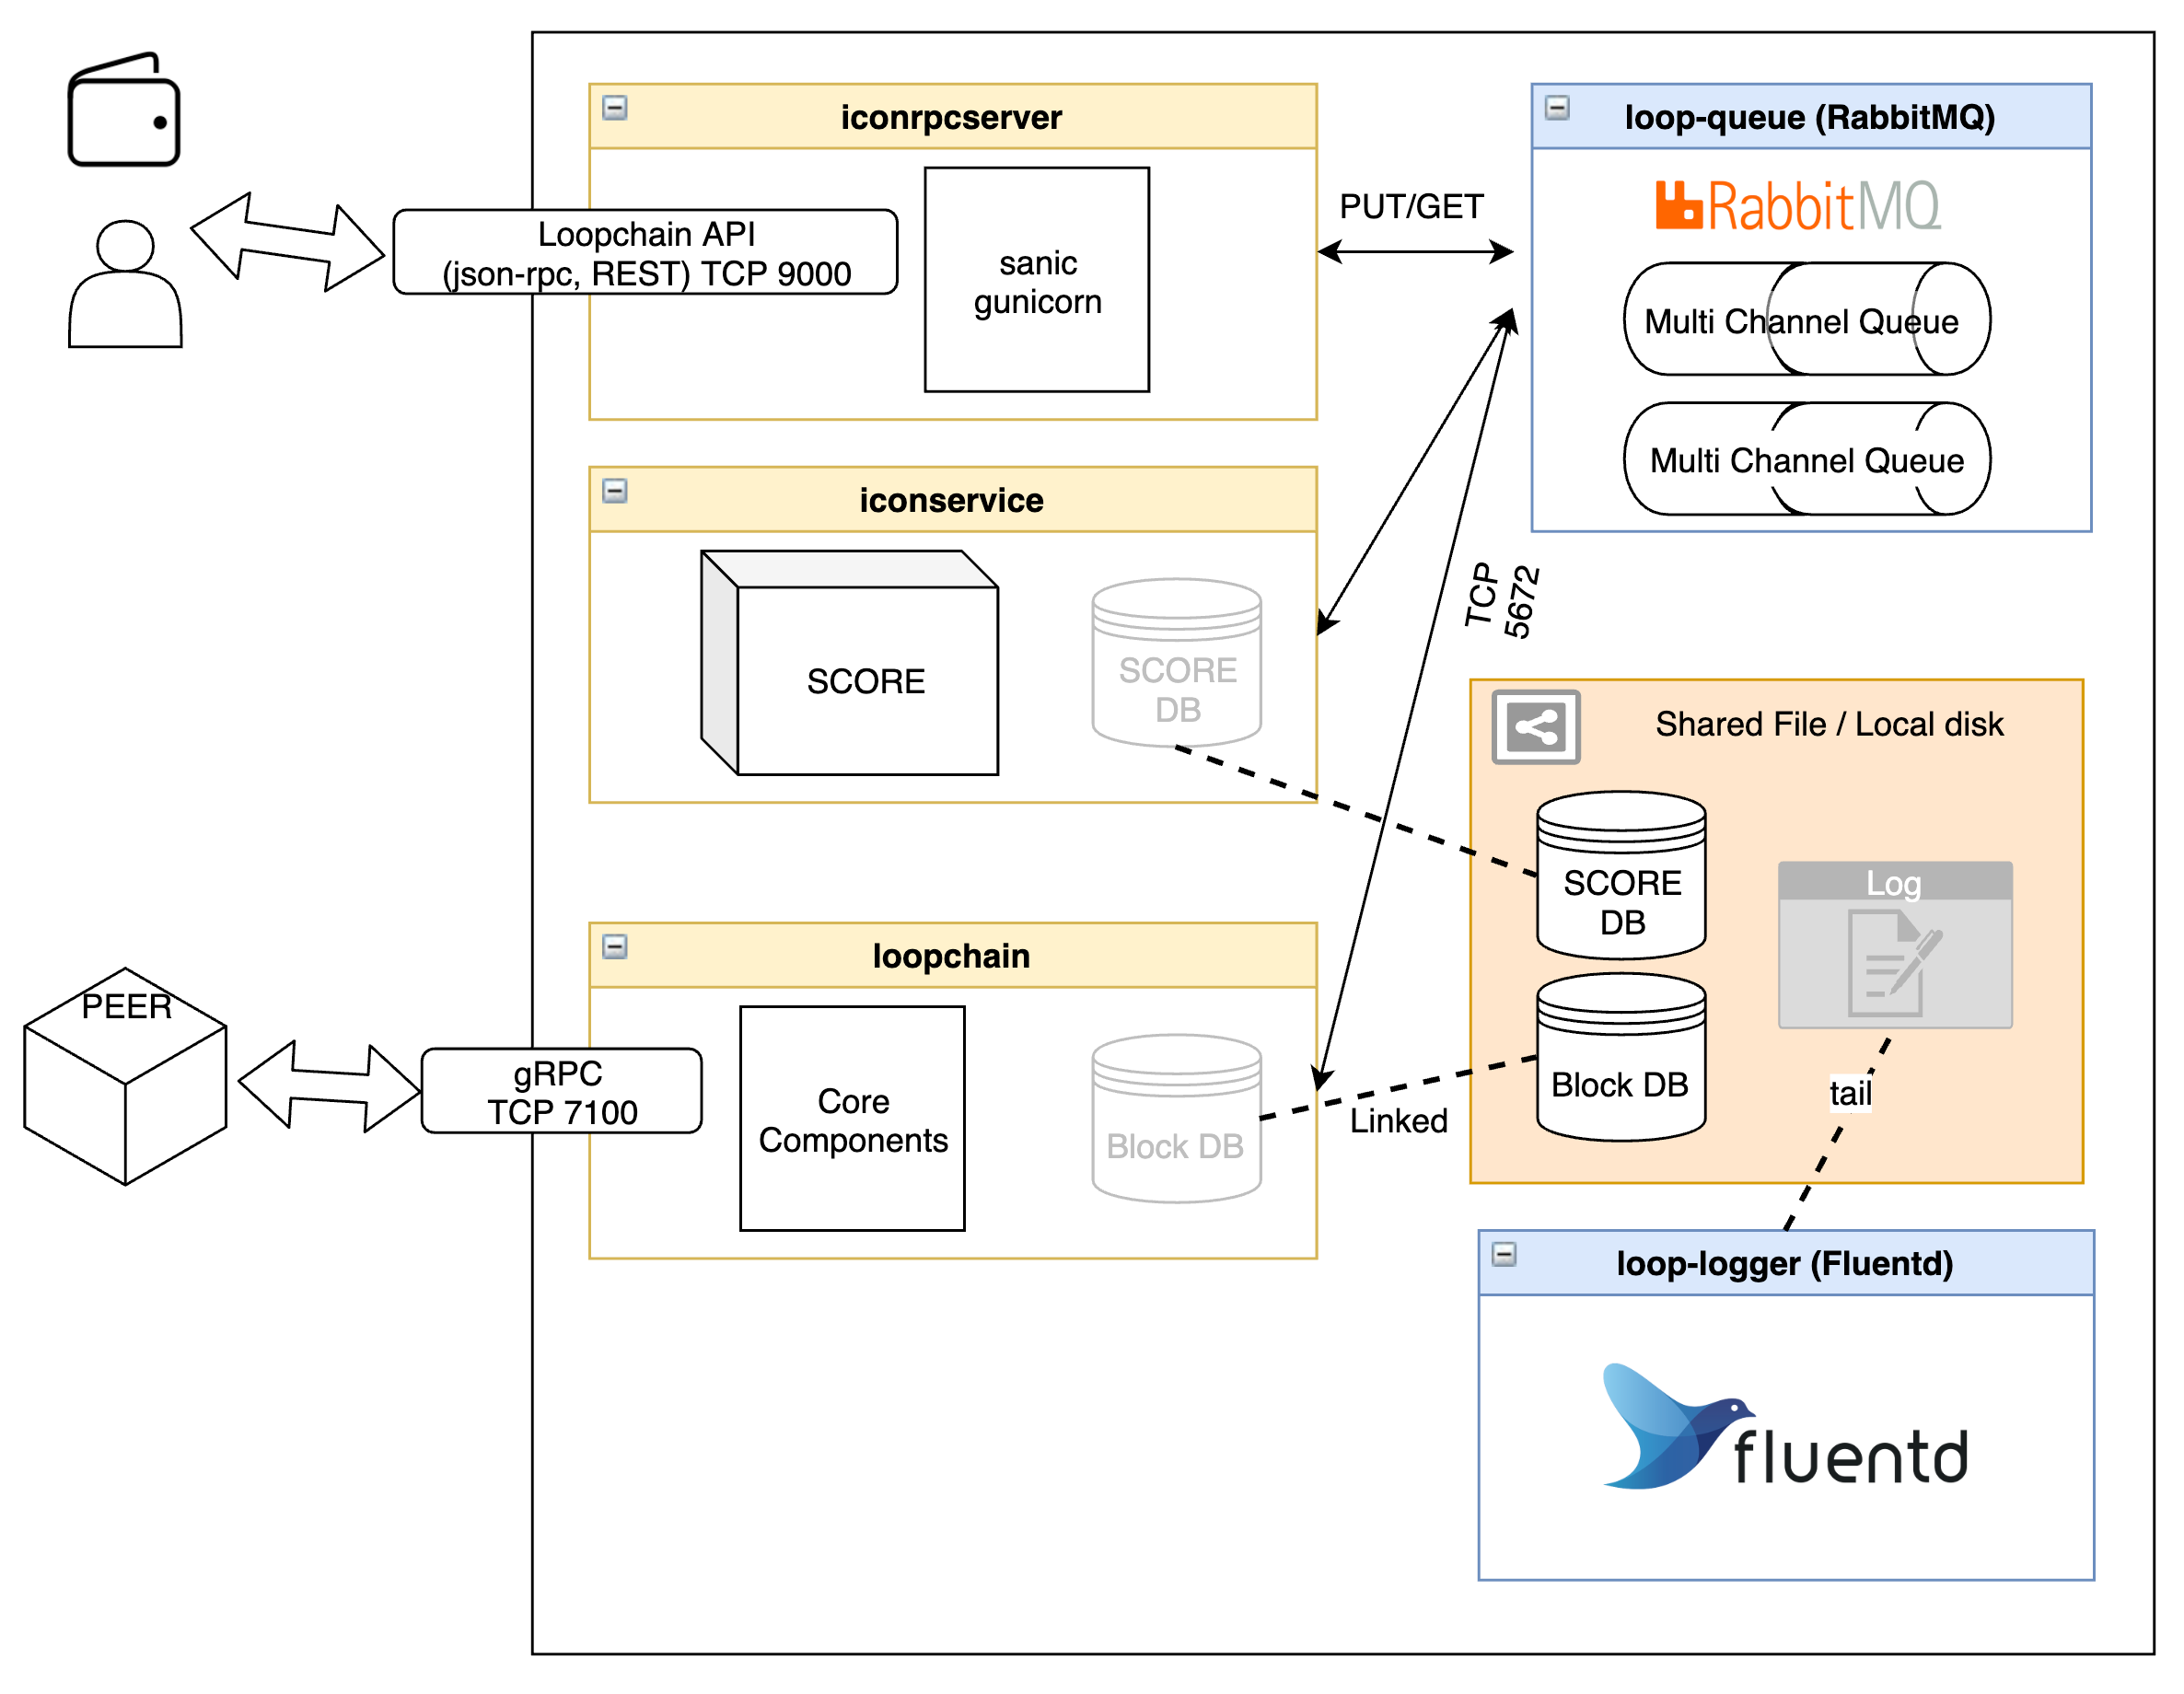 iconrpcserver
Loopchain API
(json-rpc, REST) TCP 9000
sanic
gunicorn
PUT/GET
loop-queue (RabbitMQ)
RabbitMQ
Multi Channel Queue
Multi Channel Queue
iconservice
SCORE
SCORE
DB
TCP
5672
Shared File / Local disk
SCORE
DB
Log
Block DB
tail
loopchain
PEER
gRPC
TCP 7100
Core
Components
Block DB
Linked
loop-logger (Fluentd)
fluentd